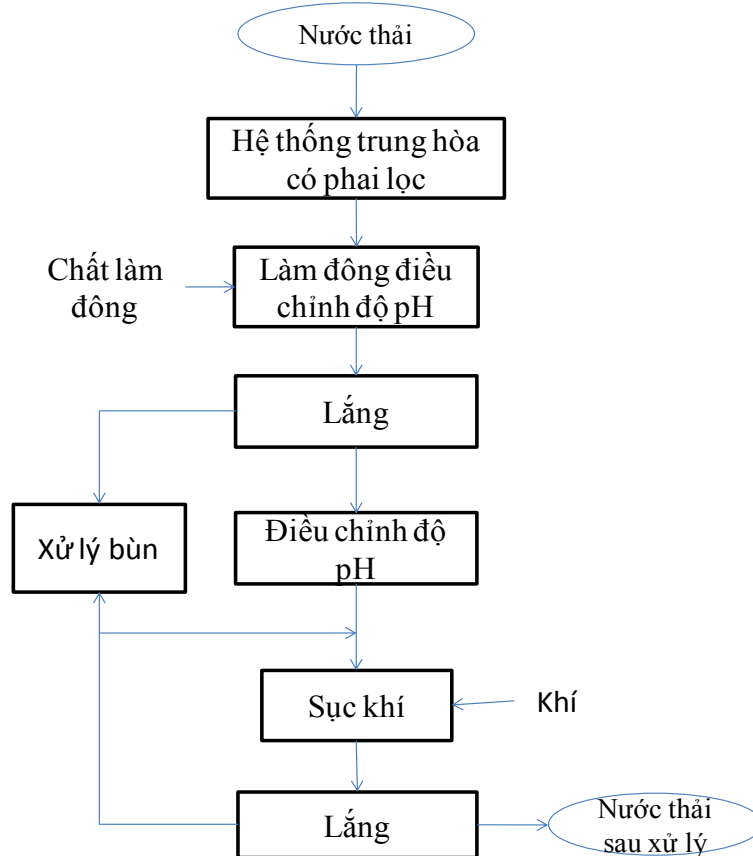 Nước thải
Hệ thống trung hòa
có phai lọc
Chất làm
đông
Làm đông điều
chỉnh độ pH
Lắng
Xử lý bùn
Điều chỉnh độ
pH
Sục khí
Khí
Lắng
Nước thải
sau xử lý